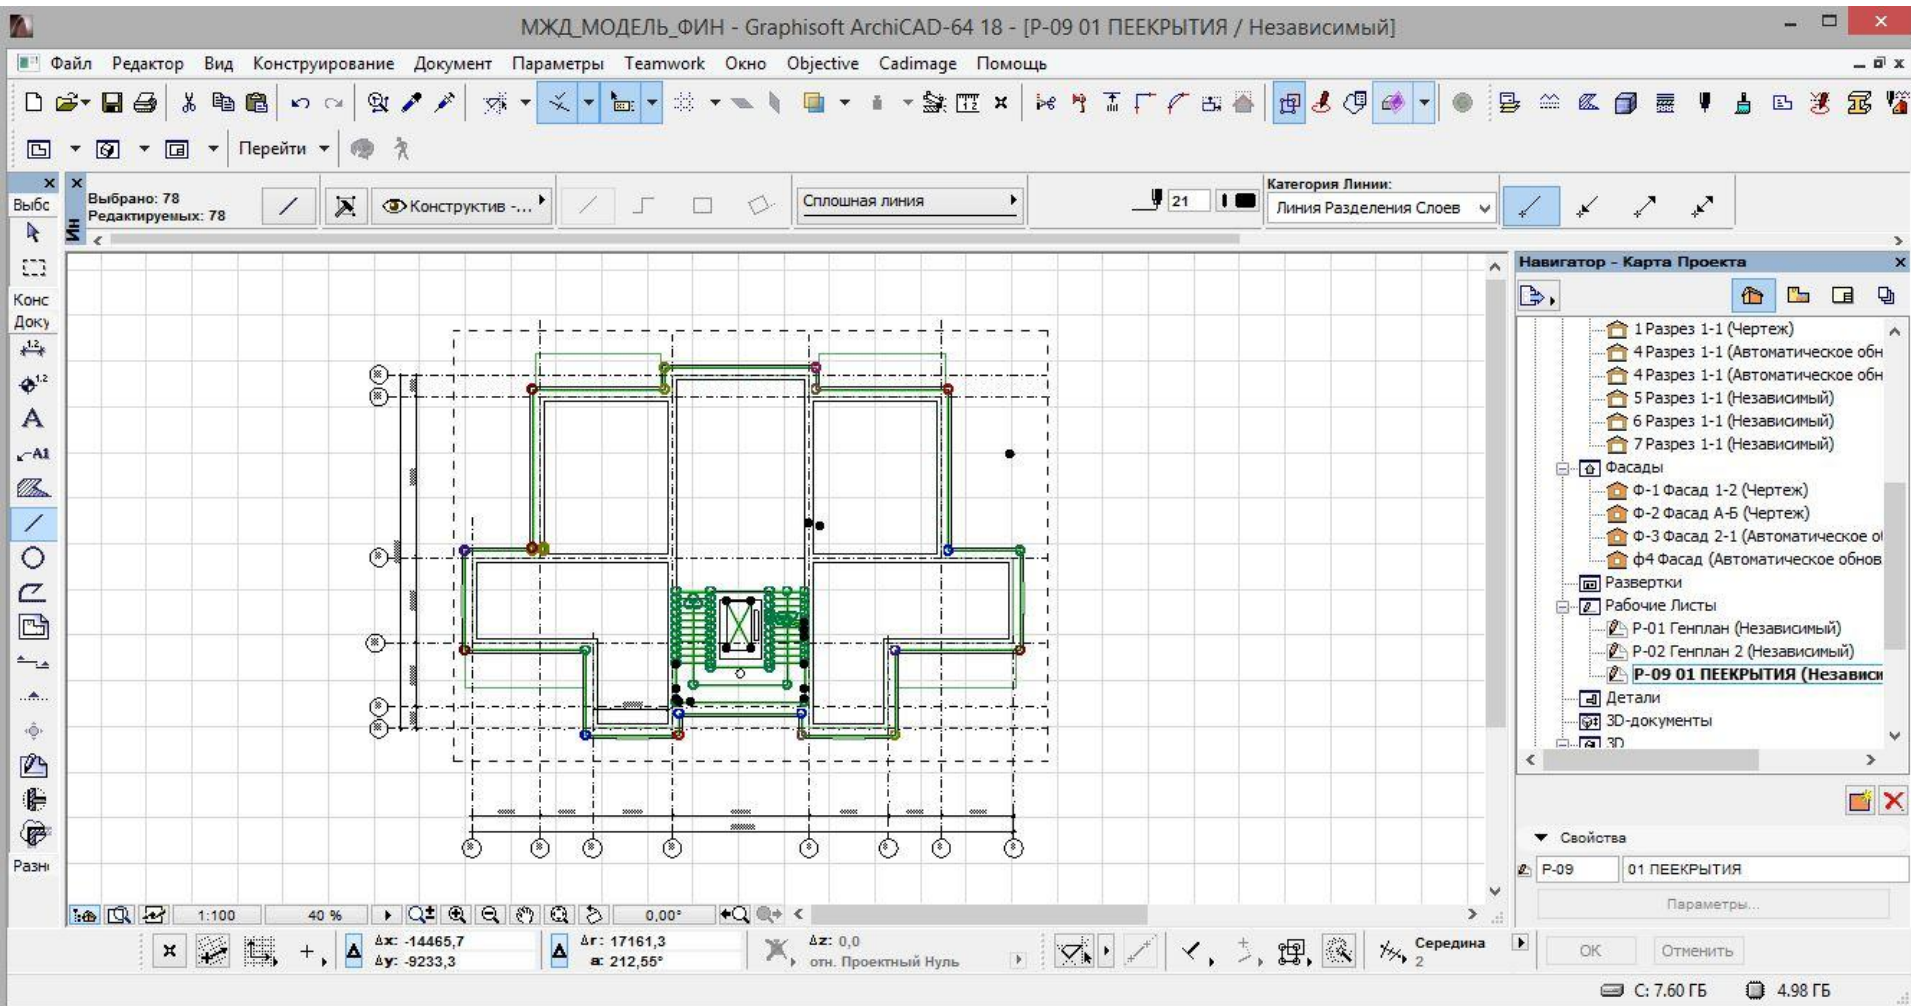 МЖД_МОДЕЛЬ_ФИН - Graphisoft ArchiCAD-64 18 - [P-09 01 ПЕЕКРЫТИЯ / Независимый]
Файл Редактор Вид Конструирование Документ Параметры Teamwork Окно Objective Cadimage Помощь
Перейти
Выбс
Ин
Выбрано: 78
Редактируемых: 78
Конструктив -...
Сплошная линия
21
Категория Линии:
Линия Разделения Слоев
Конс
Доку
1.2
1.2
A
A1
Разн
Навигатор - Карта Проекта
1 Разрез 1-1 (Чертеж)
4 Разрез 1-1 (Автоматическое обн
4 Разрез 1-1 (Автоматическое обн
5 Разрез 1-1 (Независимый)
6 Разрез 1-1 (Независимый)
7 Разрез 1-1 (Независимый)
Фасады
Ф-1 Фасад 1-2 (Чертеж)
Ф-2 Фасад А-Б (Чертеж)
Ф-3 Фасад 2-1 (Автоматическое о
ф4 Фасад (Автоматическое обнов
Развертки
Рабочие Листы
Р-01 Генплан (Независимый)
Р-02 Генплан 2 (Независимый)
Р-09 01 ПЕЕКРЫТИЯ (Независи
Детали
3D-документы
3D
Свойства
Р-09 01 ПЕЕКРЫТИЯ
Параметры...
1:100 40 % 0,00°
Δx: -14465,7
Δy: -9233,3
Δr: 17161,3
a: 212,55°
Δz: 0,0
отн. Проектный Нуль
Середина
2
OK Отменить
C: 7.60 ГБ 4.98 ГБ